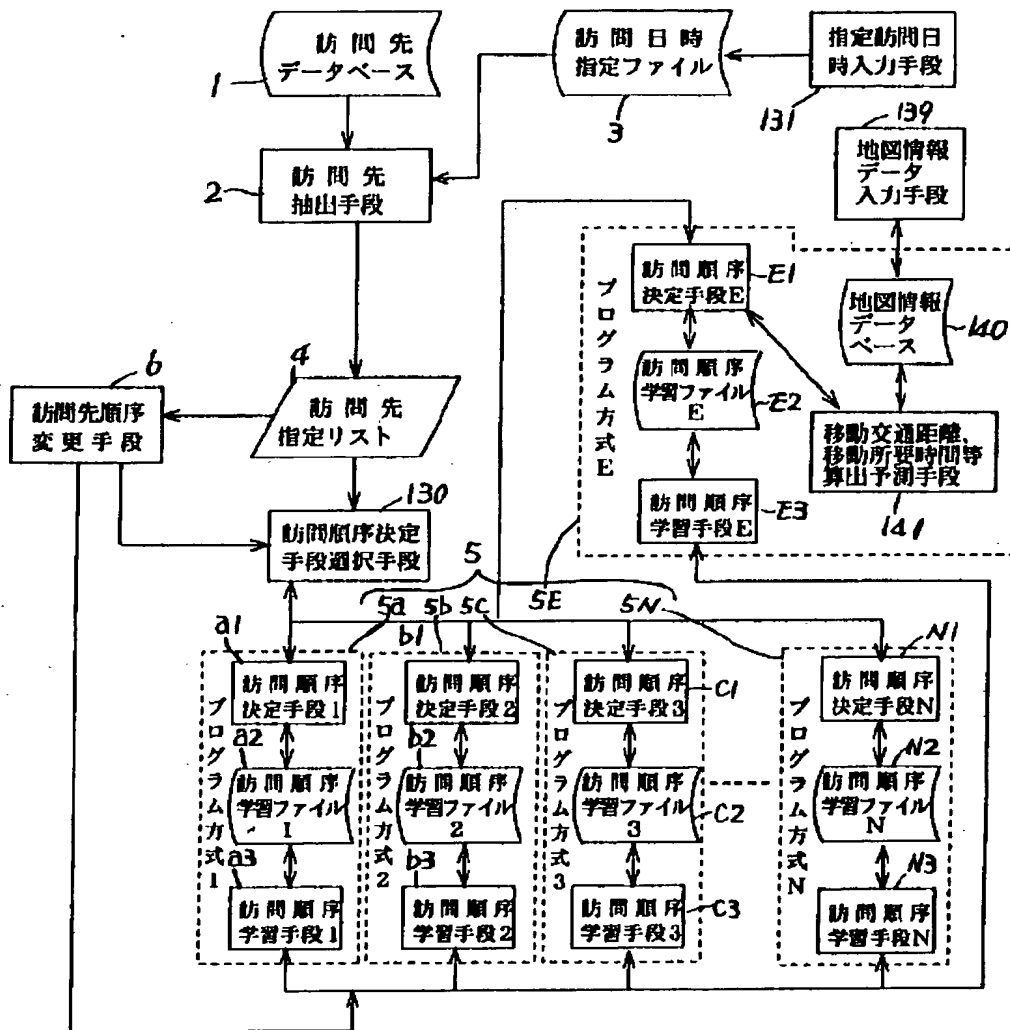 訪問先
データベース
1
訪問日時
指定ファイル
3
指定訪問日
時入力手段
131
139
地図情報
データ
入力手段
訪問先
抽出手段
2
訪問順序
決定手段E
E1
地図情報
データ
ベース
140
訪問順序
学習ファイル
E
E2
プログラム方式E
移動交通距離、
移動所要時間等
算出予測手段
141
訪問順序
学習手段E
E3
6
訪問先順序
変更手段
4
訪問先
指定リスト
130
訪問順序決定
手段選択手段
5
5a
5b
5C
5E
5N
a1
訪問順序
決定手段1
a2
訪問順序
学習ファイル
1
a3
訪問順序
学習手段1
プログラム方式1
b1
訪問順序
決定手段2
b2
訪問順序
学習ファイル
2
b3
訪問順序
学習手段2
プログラム方式2
訪問順序
決定手段3
C1
訪問順序
学習ファイル
3
C2
訪問順序
学習手段3
C3
プログラム方式3
N1
訪問順序
決定手段N
N2
訪問順序
学習ファイル
N
N3
訪問順序
学習手段N
プログラム方式N